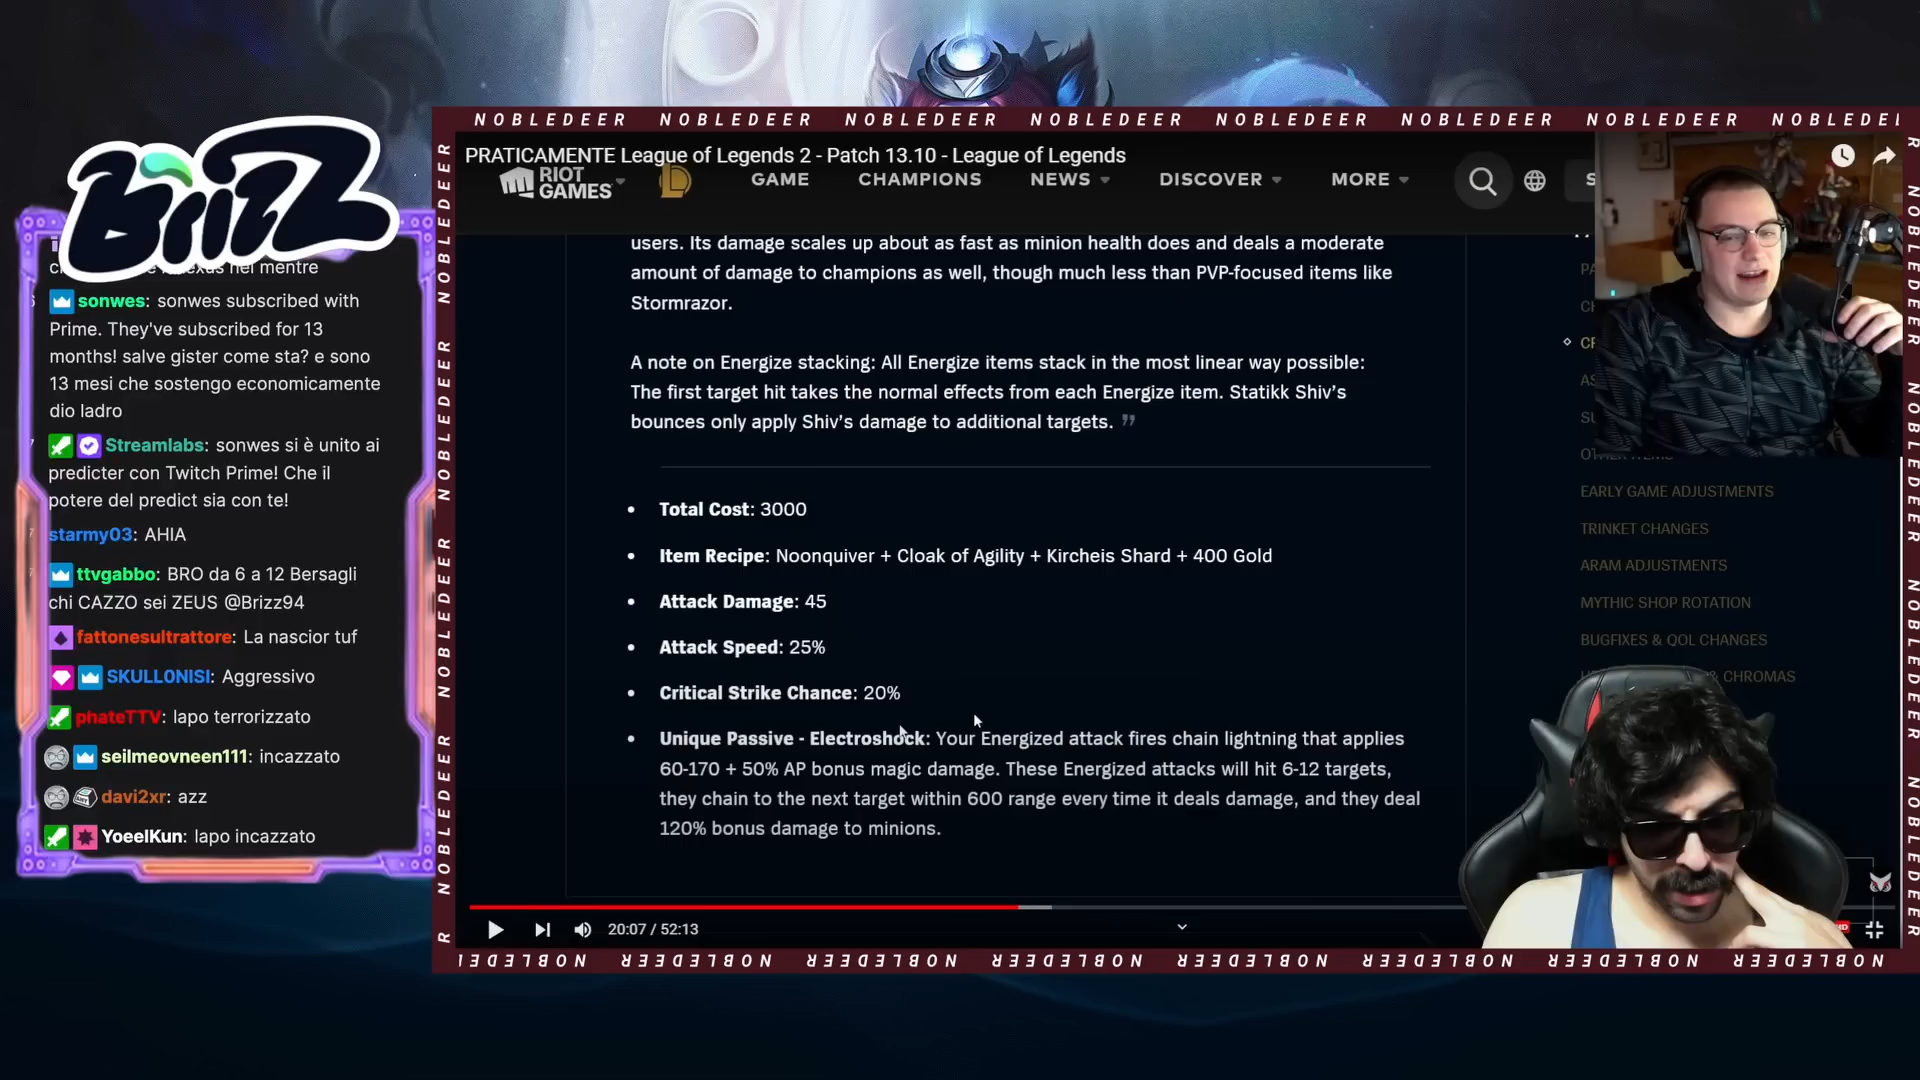 NOBLEDEER NOBLEDEER NOBLEDEER NOBLEDEER NOBLEDEER NOBLEDEER NOBLEDEER
BriZZ
nel mentre
sonwes: sonwes subscribed with
Prime. They've subscribed for 13
months! salve gister come sta? e sono
13 mesi che sostengo economicamente
dio ladro
Streamlabs: sonwes si è unito ai
predicter con Twitch Prime! Che il
potere del predict sia con te!
starmy03: AHIA
ttvgabbo: BRO da 6 a 12 Bersagli
chi CAZZO sei ZEUS @Brizz94
fattonesultrattore: La nascior tuf
SKULL0NISI: Aggressivo
phateTTV: lapo terrorizzato
seilmeovneen111: incazzato
davi2xr: azz
YoeelKun: lapo incazzato
PRATICAMENTE League of Legends 2 - Patch 13.10 - League of Legends
RIOT GAMES
GAME CHAMPIONS NEWS DISCOVER MORE
users. Its damage scales up about as fast as minion health does and deals a moderate
amount of damage to champions as well, though much less than PVP-focused items like
Stormrazor.
A note on Energize stacking: All Energize items stack in the most linear way possible:
The first target hit takes the normal effects from each Energize item. Statikk Shiv’s
bounces only apply Shiv’s damage to additional targets. ”
• Total Cost: 3000
• Item Recipe: Noonquiver + Cloak of Agility + Kircheis Shard + 400 Gold
• Attack Damage: 45
• Attack Speed: 25%
• Critical Strike Chance: 20%
• Unique Passive - Electroshock: Your Energized attack fires chain lightning that applies
60-170 + 50% AP bonus magic damage. These Energized attacks will hit 6-12 targets,
they chain to the next target within 600 range every time it deals damage, and they deal
120% bonus damage to minions.
OTHER ITEMS
EARLY GAME ADJUSTMENTS
TRINKET CHANGES
ARAM ADJUSTMENTS
MYTHIC SHOP ROTATION
BUGFIXES & QOL CHANGES
& CHROMAS
20:07 / 52:13
HD
NOBLEDEER NOBLEDEER NOBLEDEER NOBLEDEER NOBLEDEER NOBLEDEER NOBLEDEER